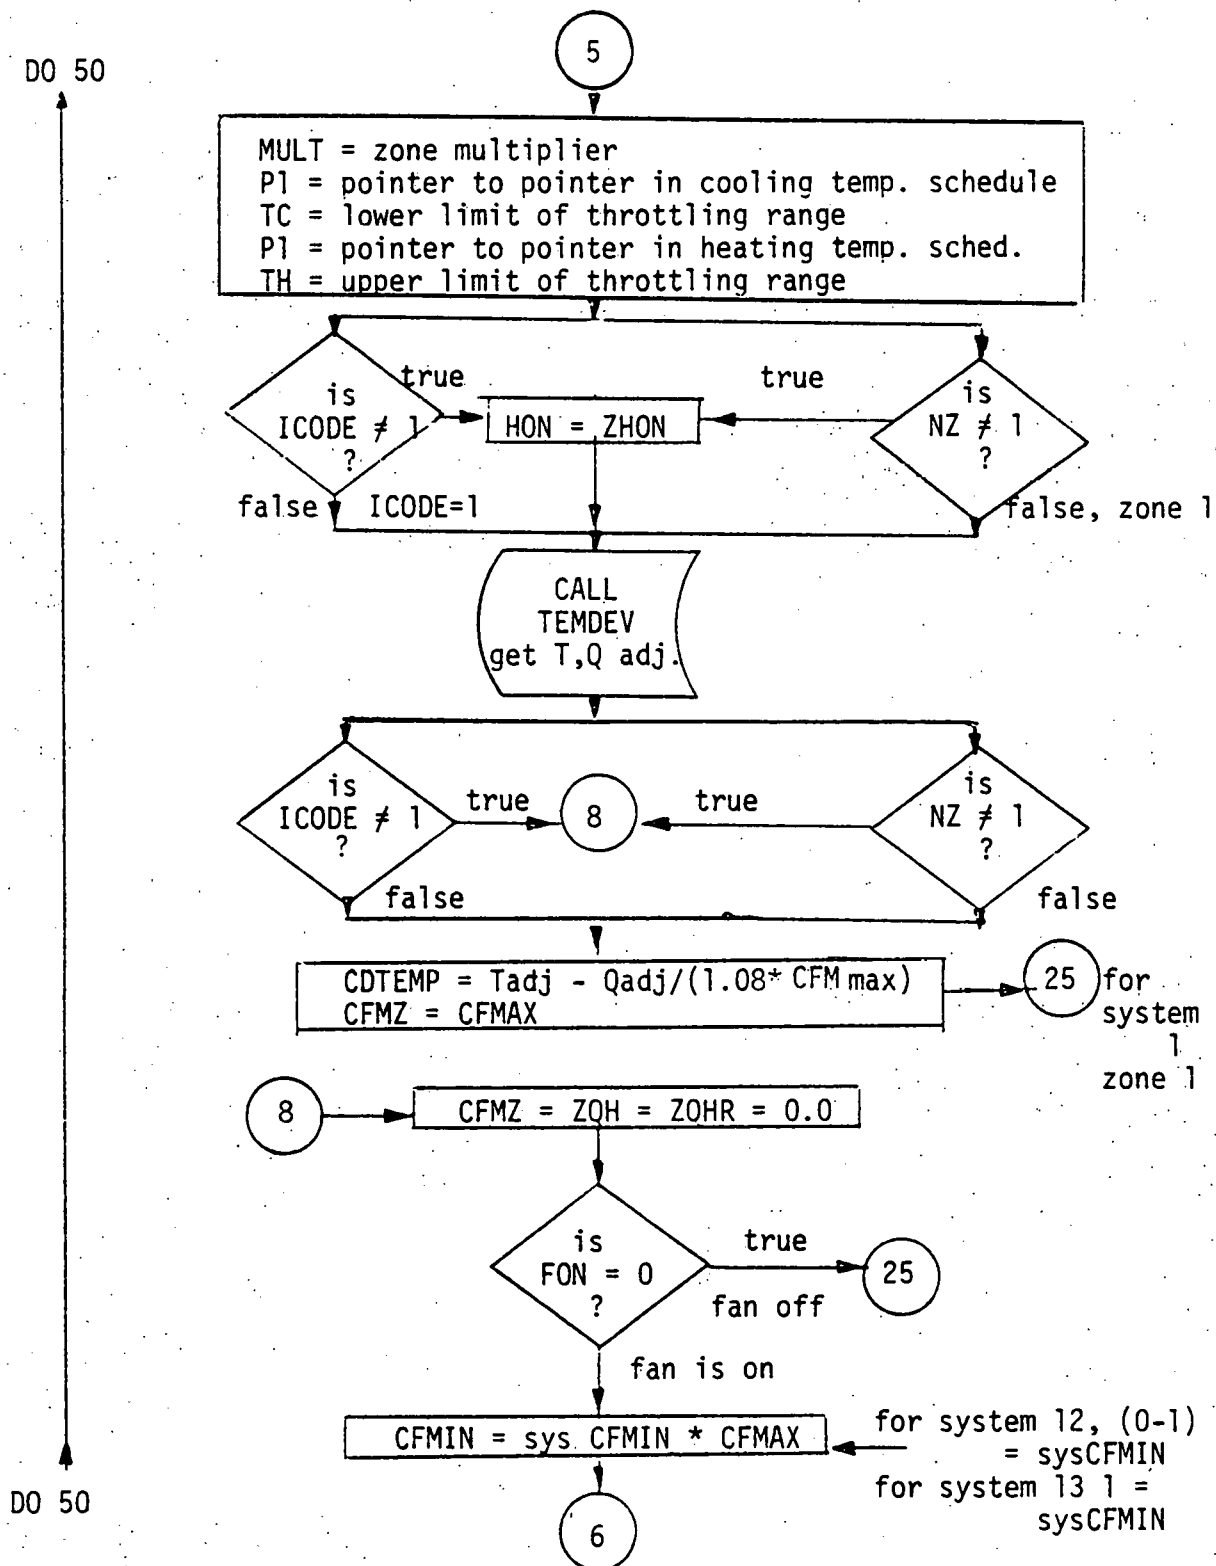 5
DO 50
MULT = zone multiplier
P1 = pointer to pointer in cooling temp. schedule
TC = lower limit of throttling range
P1 = pointer to pointer in heating temp. sched.
TH = upper limit of throttling range
is
ICODE ≠ 1
?
true
HON = ZHON
true
is
NZ ≠ 1
?
false
ICODE=1
false, zone 1
CALL
TEMDEV
get T,Q adj.
is
ICODE ≠ 1
?
true
8
true
is
NZ ≠ 1
?
false
false
CDTEMP = Tadj - Qadj/(1.08* CFM max)
CFMZ = CFMAX
25
for
system
1
zone 1
8
CFMZ = ZQH = ZOHR = 0.0
is
FON = 0
?
true
fan off
25
fan is on
CFMIN = sys CFMIN * CFMAX
for system 12, (0-1)
= sysCFMIN
for system 13 1 =
sysCFMIN
DO 50
6